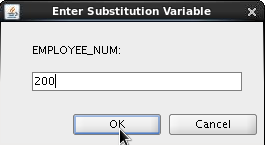 Enter Substitution Variable
EMPLOYEE_NUM:
200
OK
Cancel